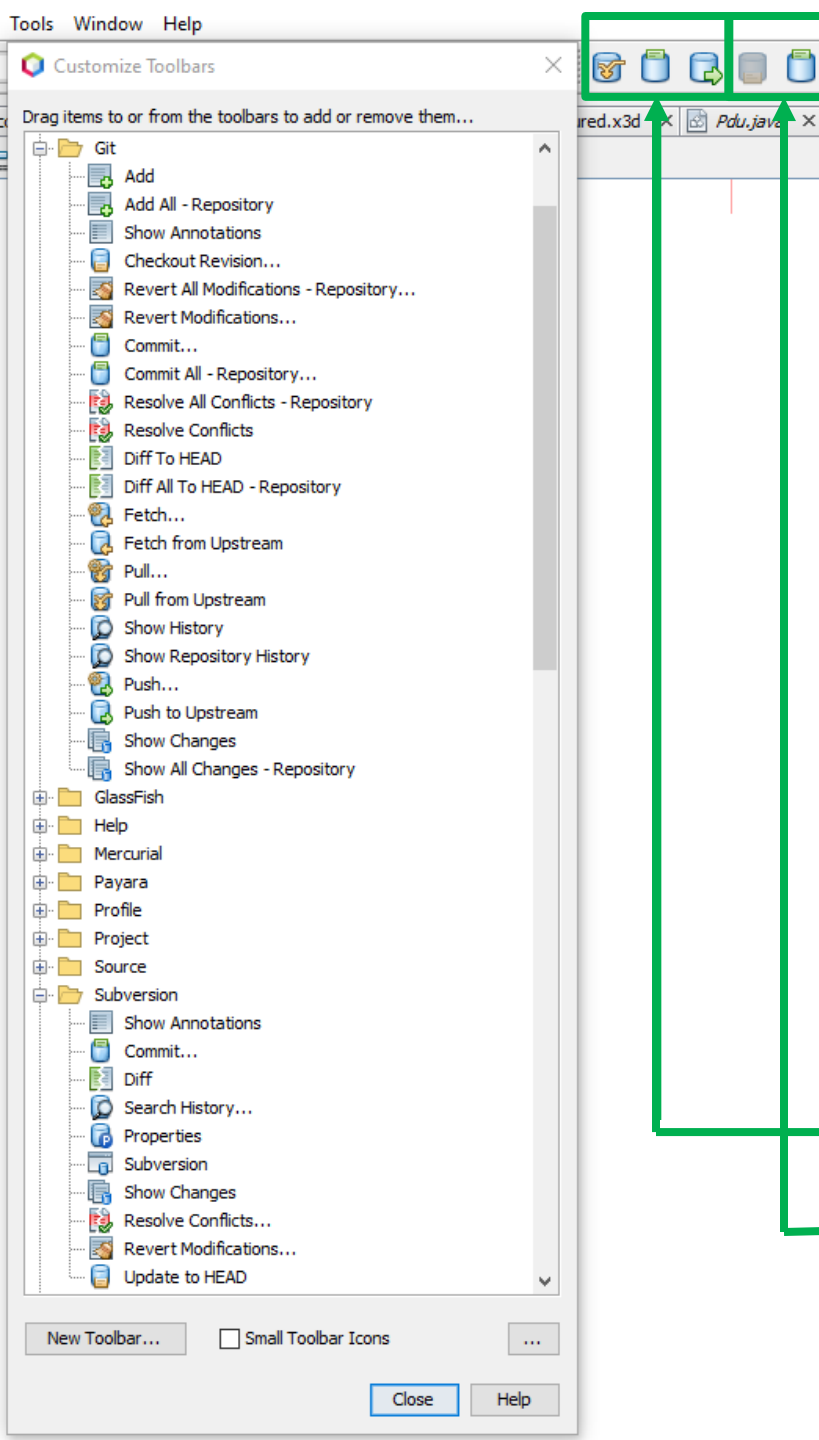 Tools Window Help
Customize Toolbars
Drag items to or from the toolbars to add or remove them...
ured.x3d
Pdu.java
Git
Add
Add All - Repository
Show Annotations
Checkout Revision...
Revert All Modifications - Repository...
Revert Modifications...
Commit...
Commit All - Repository...
Resolve All Conflicts - Repository
Resolve Conflicts
Diff To HEAD
Diff All To HEAD - Repository
Fetch...
Fetch from Upstream
Pull...
Pull from Upstream
Show History
Show Repository History
Push...
Push to Upstream
Show Changes
Show All Changes - Repository
GlassFish
Help
Mercurial
Payara
Profile
Project
Source
Subversion
Show Annotations
Commit...
Diff
Search History...
Properties
Subversion
Show Changes
Resolve Conflicts...
Revert Modifications...
Update to HEAD
New Toolbar...
Small Toolbar Icons
...
Close
Help